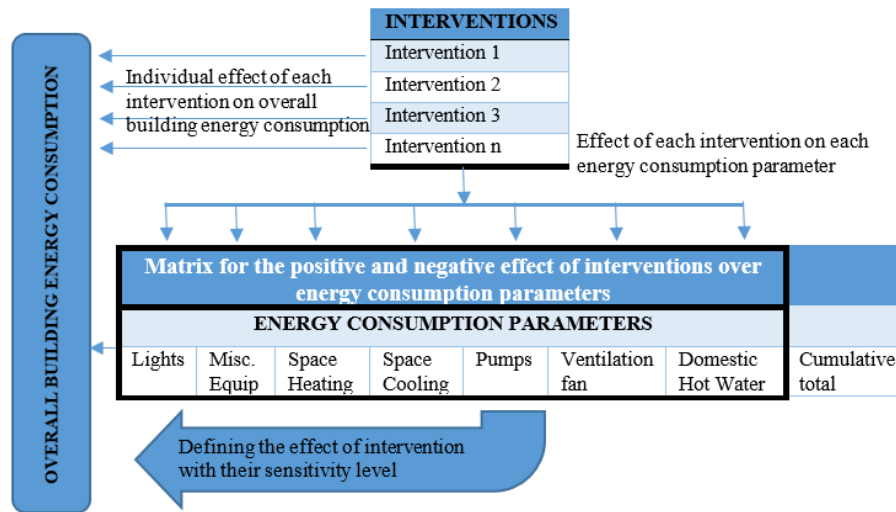 INTERVENTIONS
Intervention 1
Intervention 2
Intervention 3
Intervention n
Individual effect of each
intervention on overall
building energy consumption
Effect of each intervention on each
energy consumption parameter
OVERALL BUILDING ENERGY CONSUMPTION
Matrix for the positive and negative effect of interventions over
energy consumption parameters
ENERGY CONSUMPTION PARAMETERS
Lights
Misc.
Equip
Space
Heating
Space
Cooling
Pumps
Ventilation
fan
Domestic
Hot Water
Cumulative
total
Defining the effect of intervention
with their sensitivity level